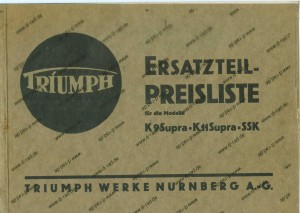 TRIUMPH
ERSATZTEIL-
PREISLISTE
für die Modelle
K9Supra·K11Supra·SSK
TRIUMPH WERKE NÜRNBERG A.-G.